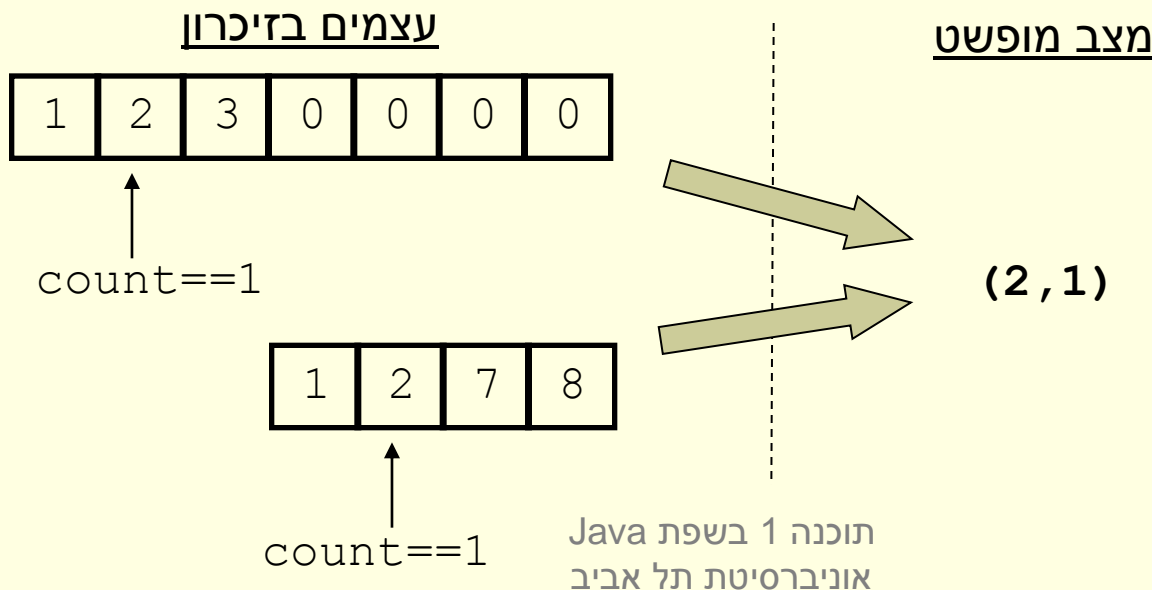 מצב מופשט
עצמים בזיכרון
1 2 3 0 0 0 0
count==1
(2,1)
1 2 7 8
count==1
תוכנה 1 בשפת Java
אוניברסיטת תל אביב